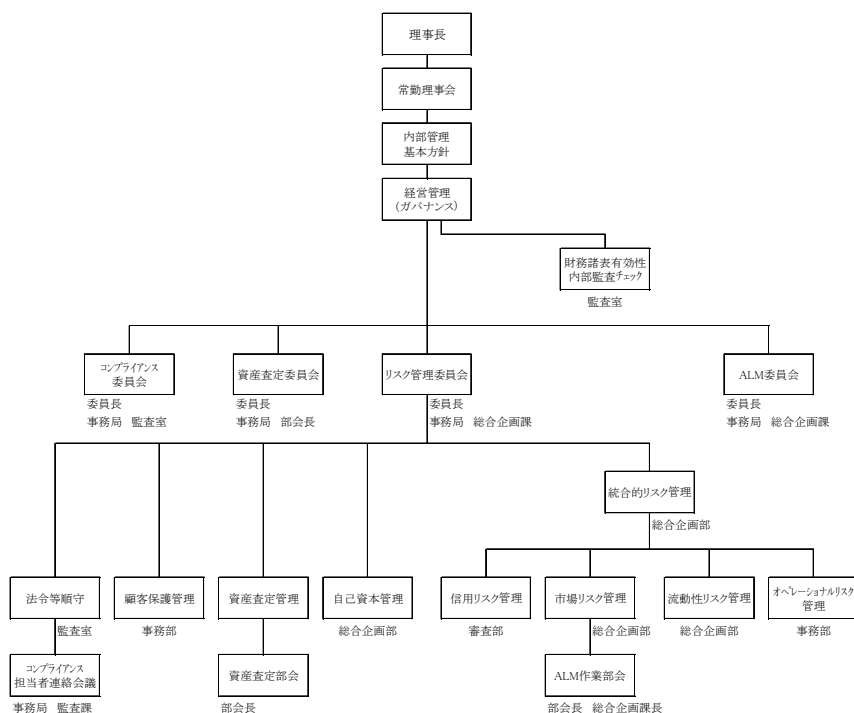 理事長
常勤理事会
内部管理
基本方針
経営管理
(ガバナンス)
財務諸表有効性
内部監査チェック
監査室
コンプライアンス
委員会
委員長
事務局 監査室
資産査定委員会
委員長
事務局 部会長
リスク管理委員会
委員長
事務局 総合企画課
ALM委員会
委員長
事務局 総合企画課
統合的リスク管理
総合企画部
法令等順守
監査室
顧客保護管理
事務部
資産査定管理
自己資本管理
総合企画部
信用リスク管理
審査部
市場リスク管理
総合企画部
流動性リスク管理
総合企画部
オペレーショナルリスク
管理
事務部
コンプライアンス
担当者連絡会議
事務局 監査課
資産査定部会
部会長
ALM作業部会
部会長 総合企画課長